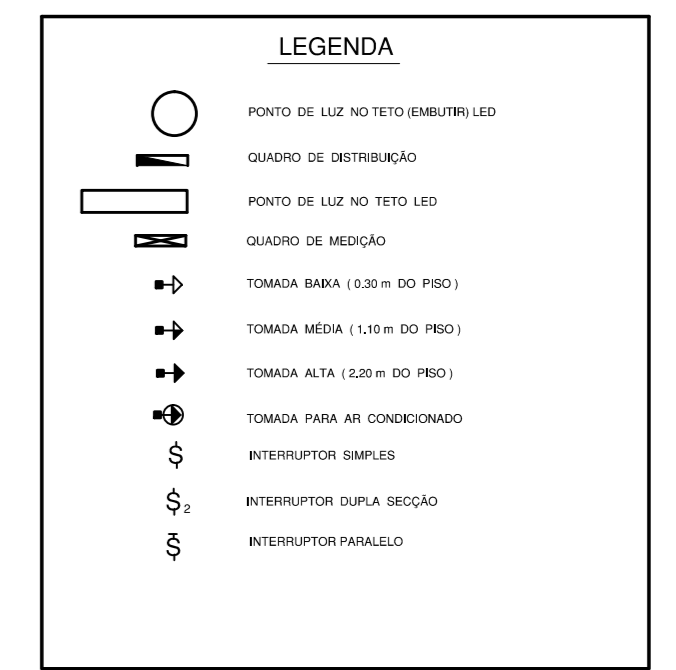 LEGENDA
PONTO DE LUZ NO TETO (EMBUTIR) LED
QUADRO DE DISTRIBUIÇÃO
PONTO DE LUZ NO TETO LED
QUADRO DE MEDIÇÃO
TOMADA BAIXA ( 0.30 m DO PISO )
TOMADA MÉDIA ( 1.10 m DO PISO )
TOMADA ALTA ( 2.20 m DO PISO )
TOMADA PARA AR CONDICIONADO
$ INTERRUPTOR SIMPLES
$2 INTERRUPTOR DUPLA SECÇÃO
$ INTERRUPTOR PARALELO